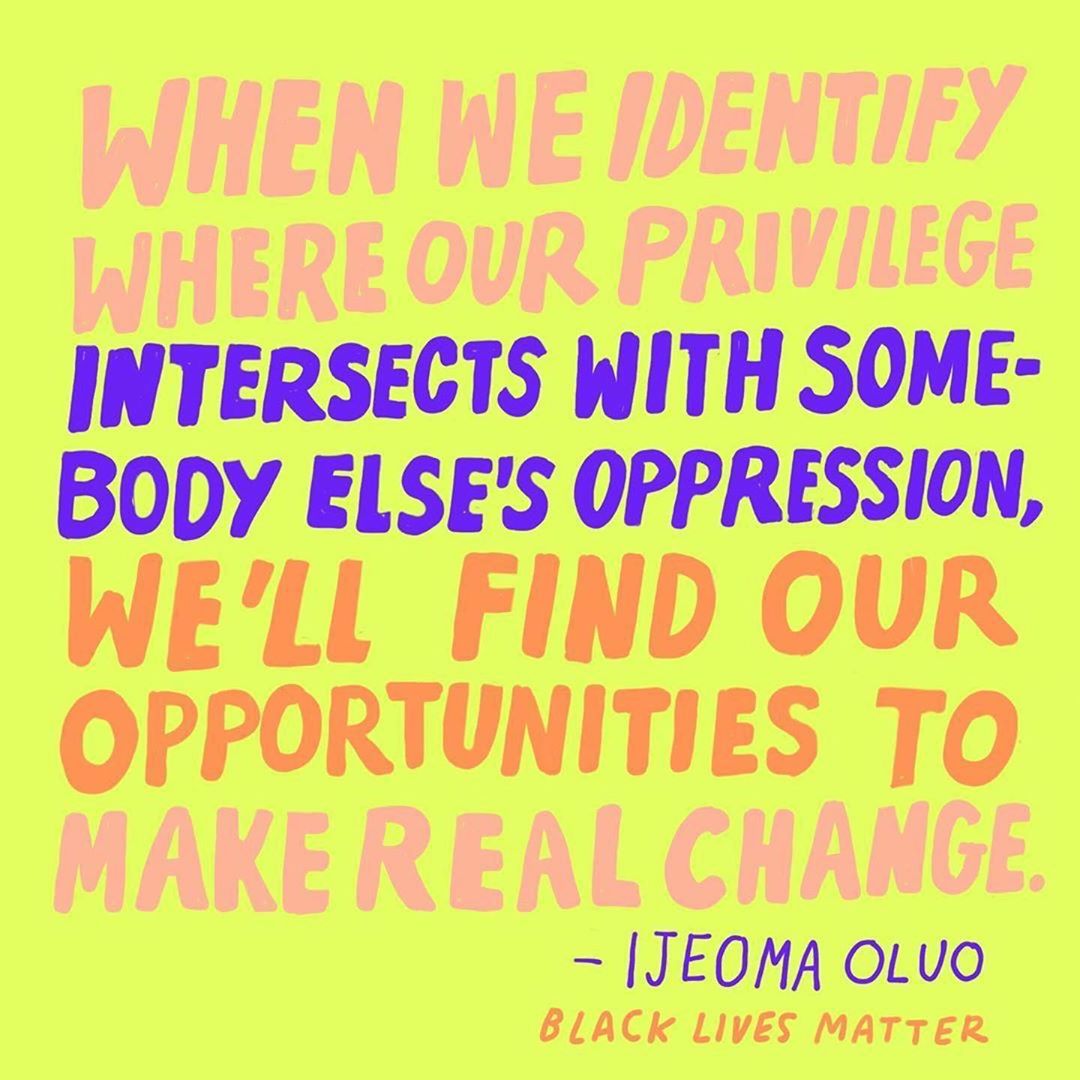 WHEN WE IDENTIFY
WHERE OUR PRIVILEGE
INTERSECTS WITH SOME-
BODY ELSE'S OPPRESSION,
WE'LL FIND OUR
OPPORTUNITIES TO
MAKE REAL CHANGE.
- IJEOMA OLUO
BLACK LIVES MATTER